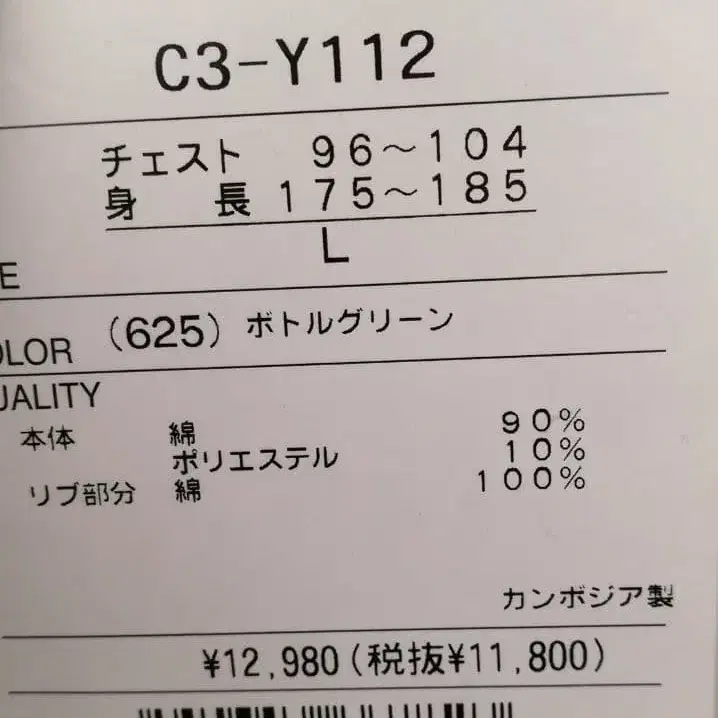 C3-Y112
チェスト 96～104
身長 175～185
L
E
OLOR (625) ボトルグリーン
UALITY
本体 綿 90%
ポリエステル 10%
リブ部分 綿 100%
カンボジア製
¥12,980(税抜¥11,800)